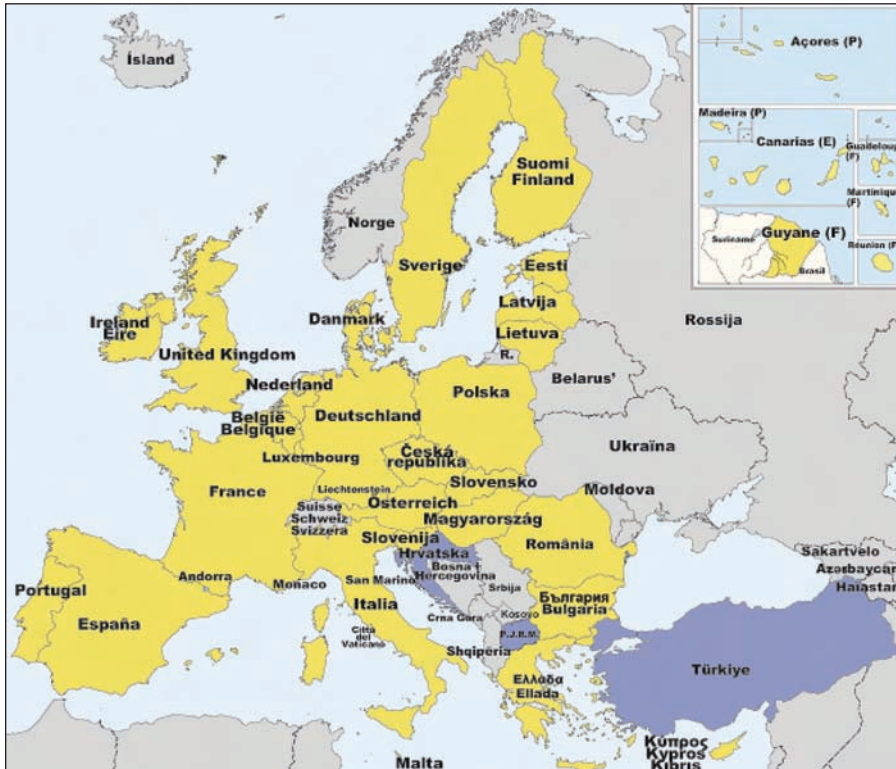 Ísland
Açores (P)
Madeira (P)
Canarias (E)
Guadeloup
(F)
Martinique
(F)
Guyane (F)
Suriname
Brasil
Réunion (F
Suomi
Finland
Norge
Sverige
Eesti
Latvija
Lietuva
R.
Rossija
Danmark
Ireland
Eire
United Kingdom
Nederland
Belarus'
Polska
België
Belgique
Deutschland
Luxembourg
Česká
republika
Ukraïna
Slovensko
France
Liechtenstein
Österreich
Moldova
Suisse
Schweiz
Svizzera
Magyarország
Slovenija
România
Hrvatska
Bosna i
Hercegovina
Sakartvelo
Azərbaycan
Haiastan
Andorra
Monaco
San Marino
Srbija
Portugal
España
Italia
България
Bulgaria
Crna Gora
Kosovo
P.J.R.M.
Città
del
Vaticano
Shqipëria
Türkiye
Ελλάδα
Ellada
Malta
Κύπρος
Kypros
Kıbrıs